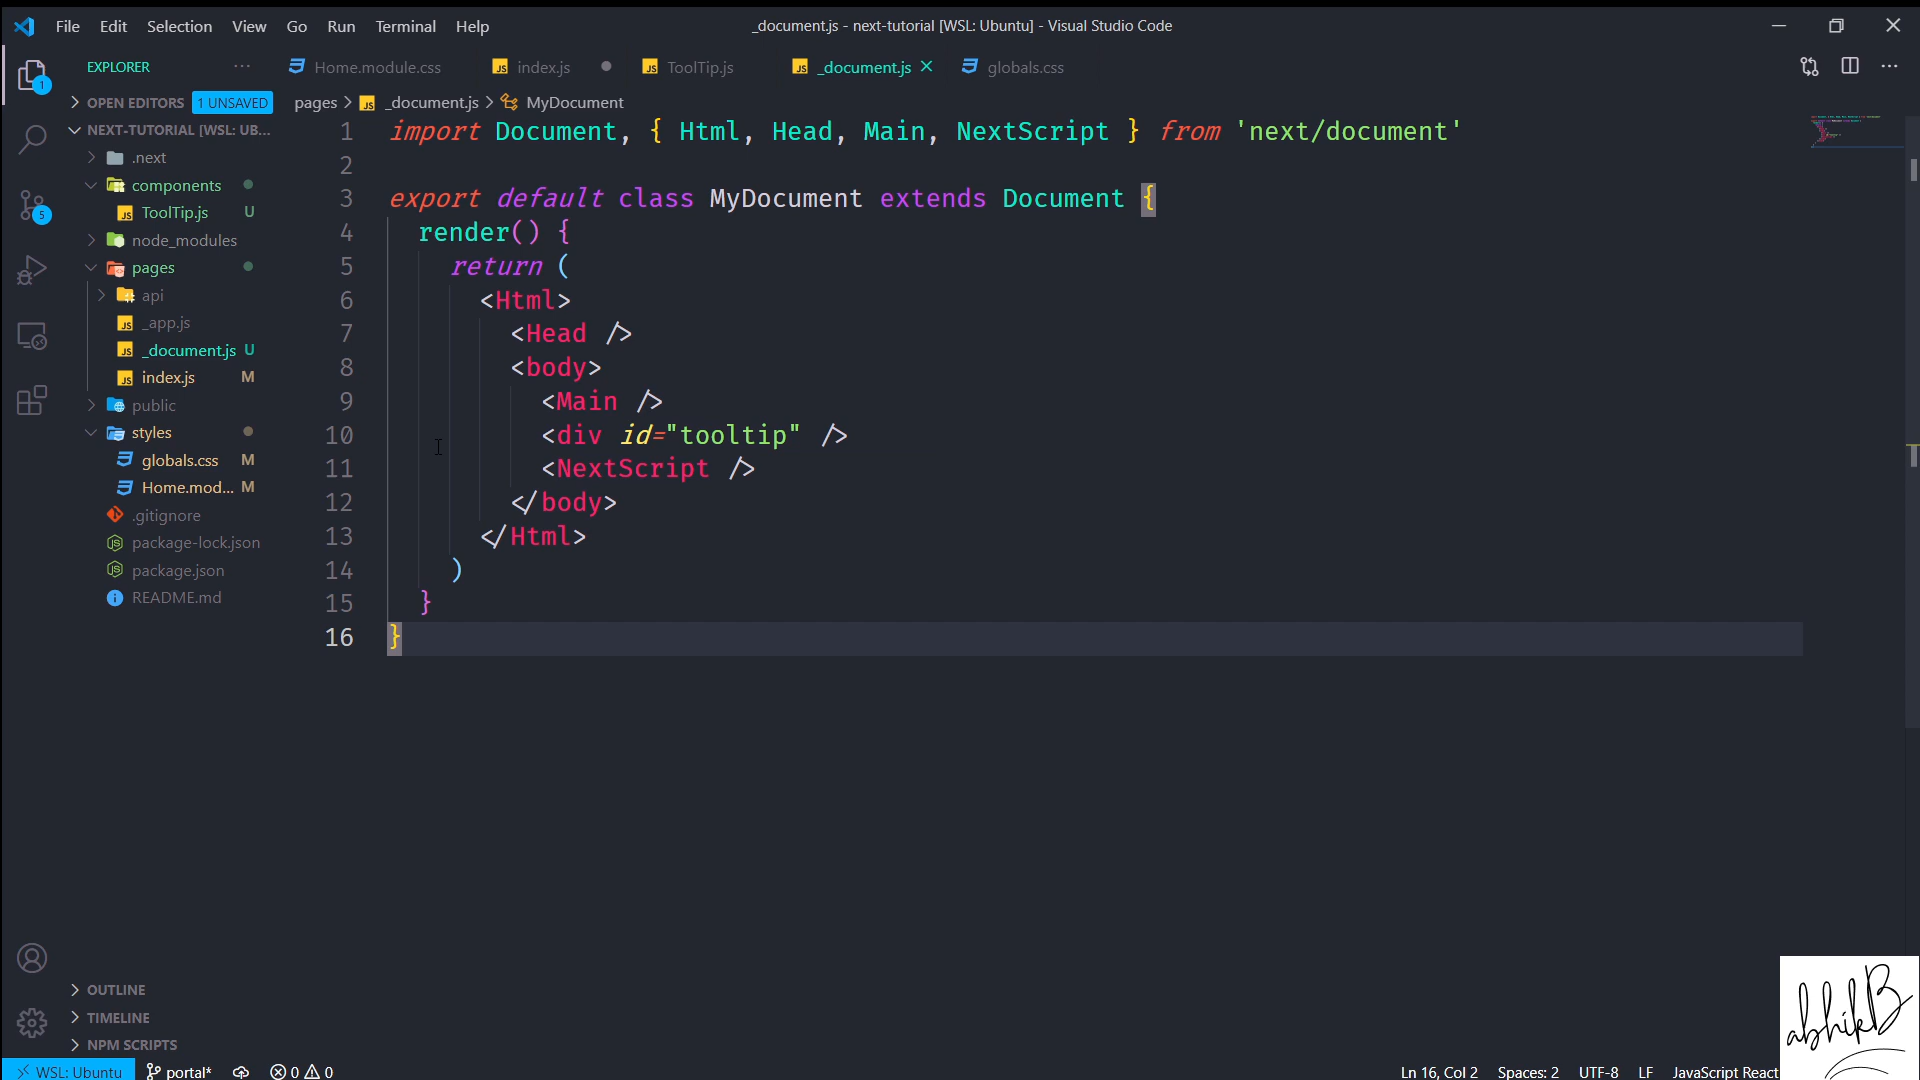 File Edit Selection View Go Run Terminal Help
_document.js - next-tutorial [WSL: Ubuntu] - Visual Studio Code
EXPLORER ···
Home.module.css
index.js
ToolTip.js
_document.js
globals.css
1
OPEN EDITORS 1 UNSAVED
NEXT-TUTORIAL [WSL: UB...
.next
components
ToolTip.js U
node_modules
pages
api
_app.js
_document.js U
index.js M
public
styles
globals.css M
Home.mod... M
.gitignore
package-lock.json
package.json
README.md
5
OUTLINE
TIMELINE
NPM SCRIPTS
pages > _document.js > MyDocument
1 import Document, { Html, Head, Main, NextScript } from 'next/document'
2
3 export default class MyDocument extends Document {
4 render() {
5 return (
6 <Html>
7 <Head />
8 <body>
9 <Main />
10 <div id="tooltip" />
11 <NextScript />
12 </body>
13 </Html>
14 )
15 }
16 }
abhikB
WSL: Ubuntu portal* 0 0
Ln 16, Col 2 Spaces: 2 UTF-8 LF JavaScript React